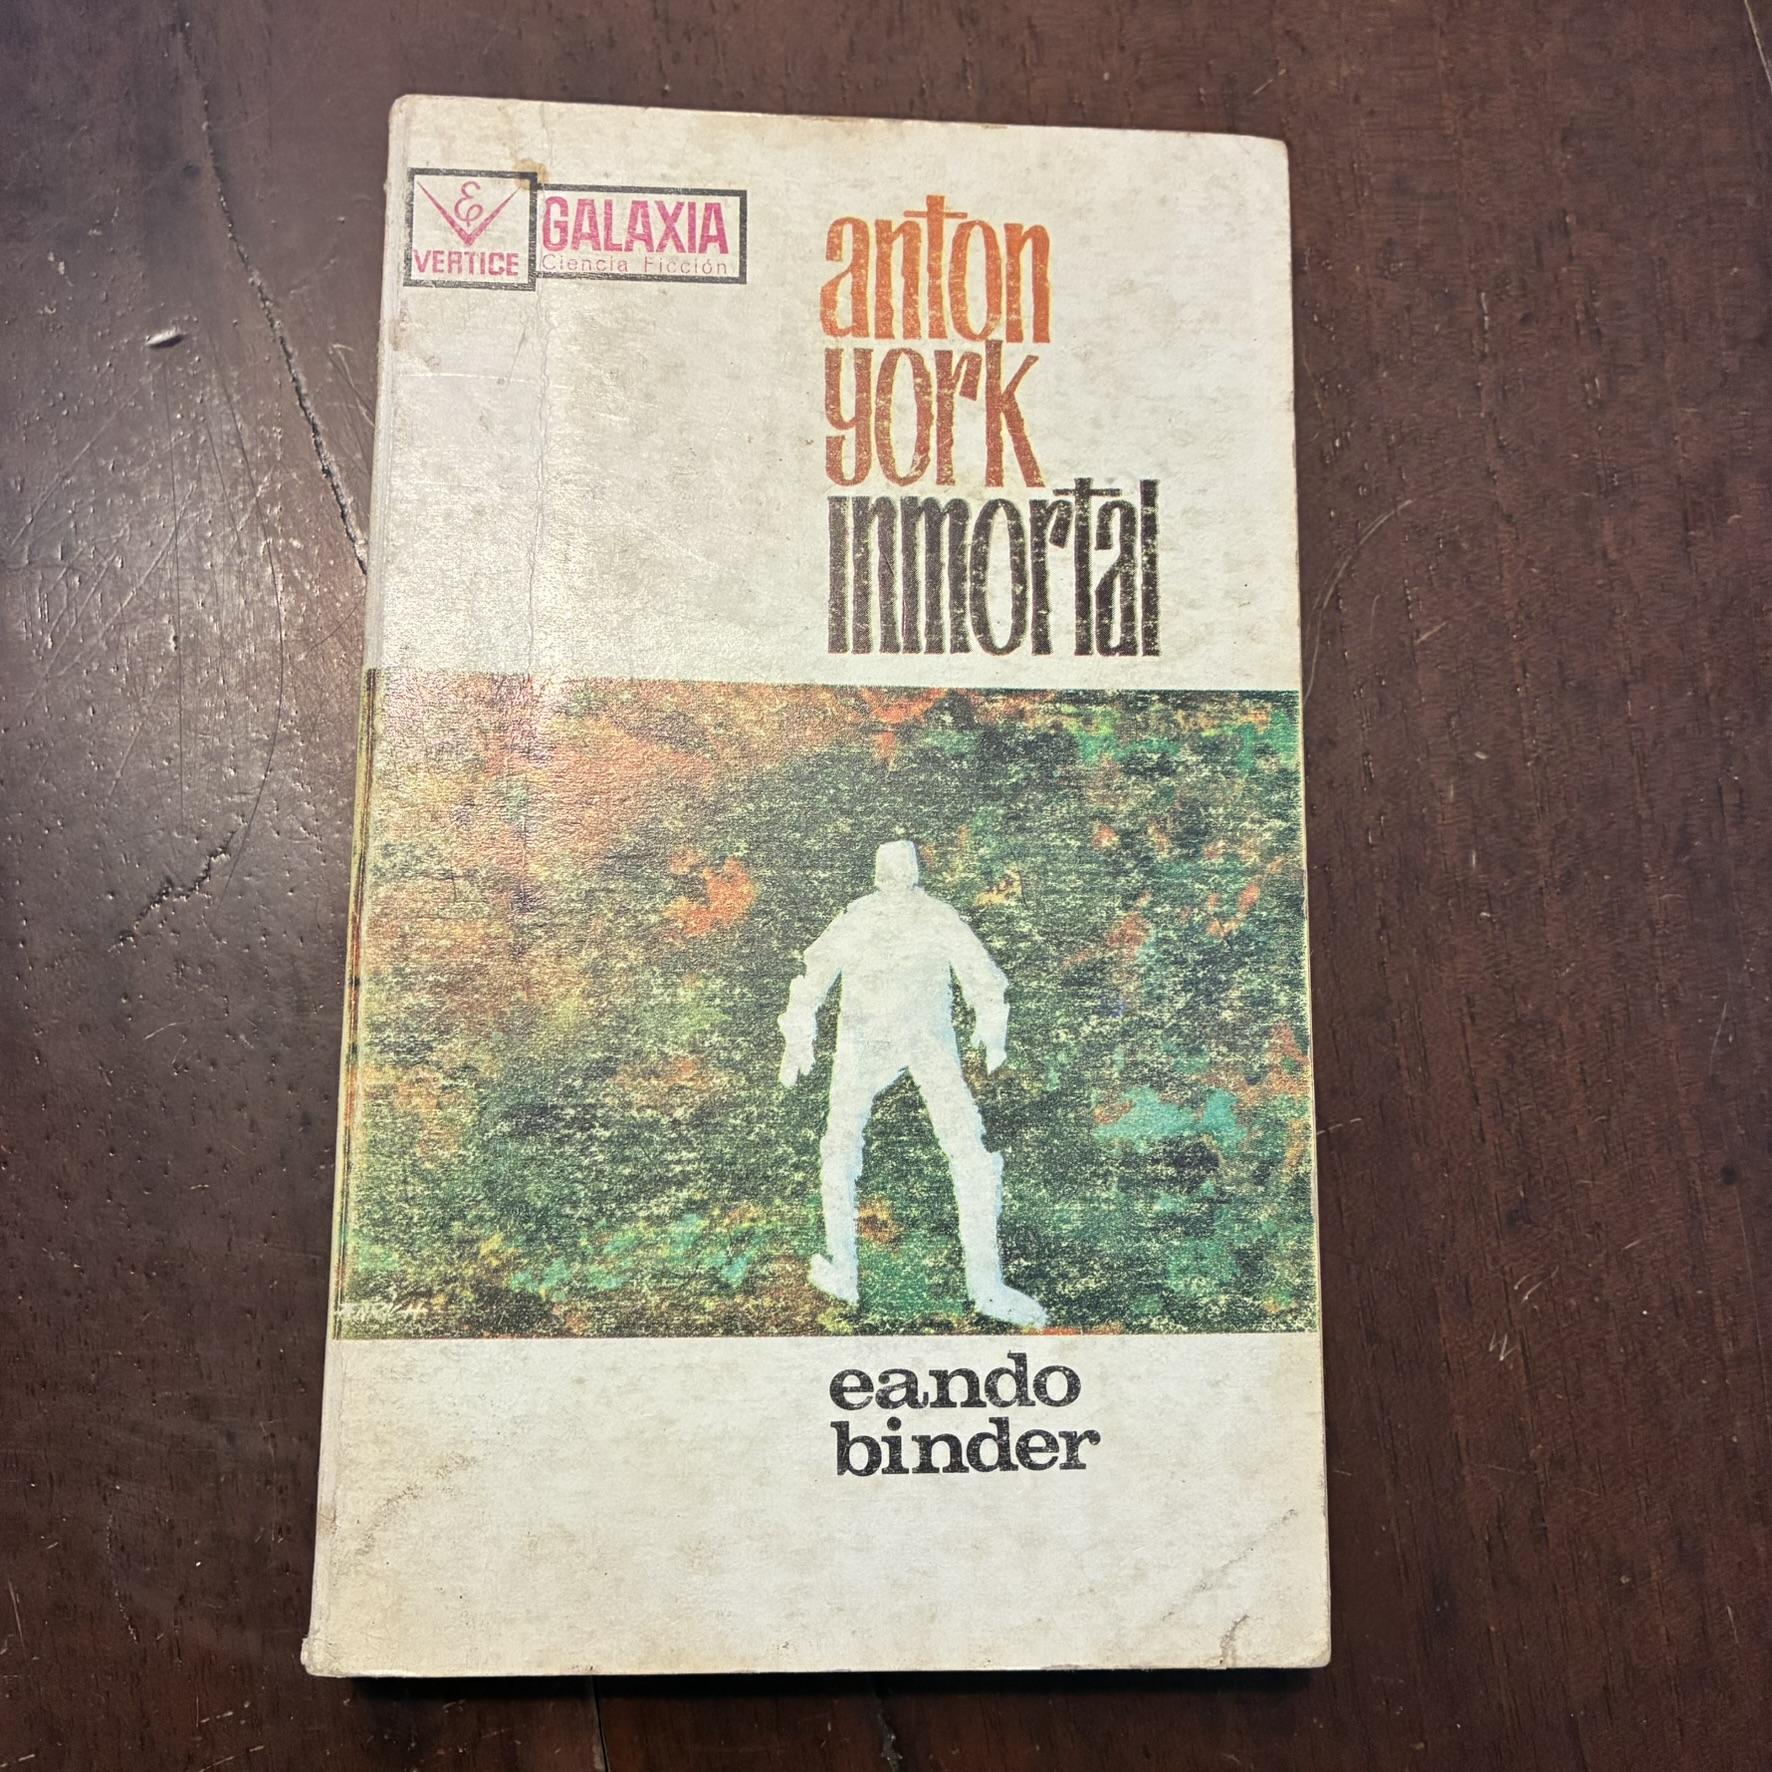 E
VERTICE
GALAXIA
Ciencia Ficción
anton
york
inmortal
eando
binder